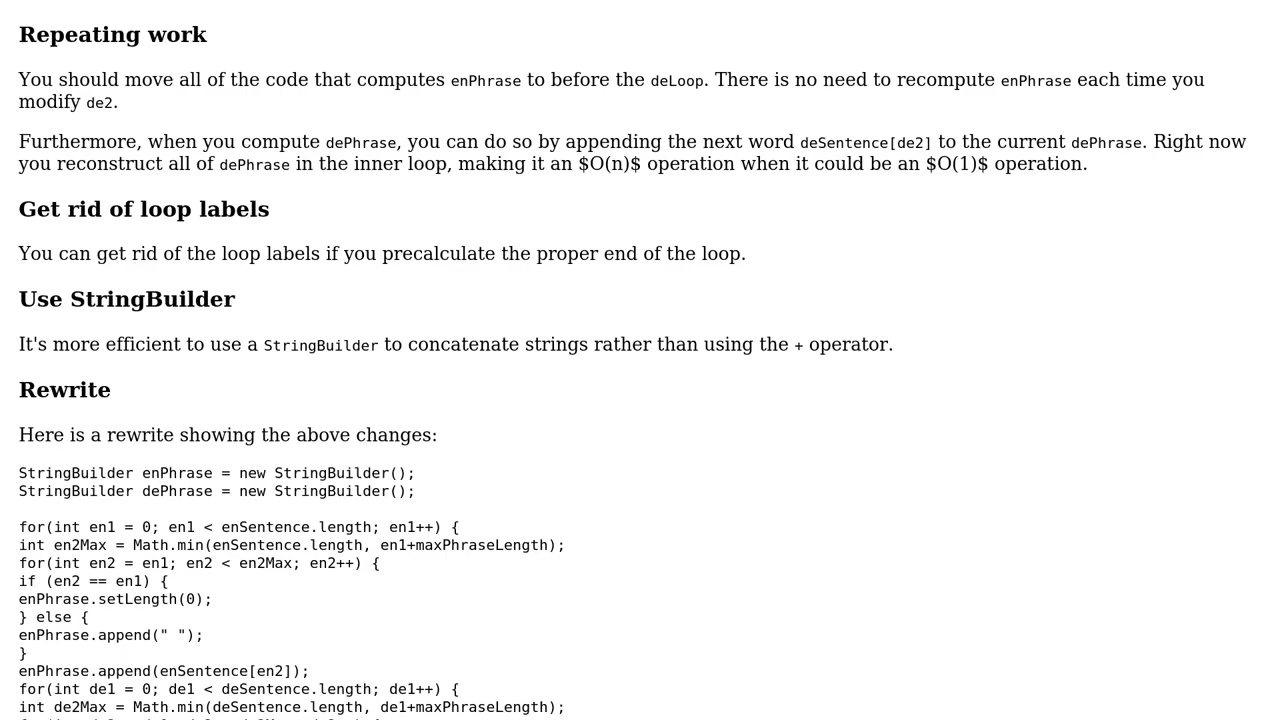 Repeating work
You should move all of the code that computes enPhrase to before the deLoop. There is no need to recompute enPhrase each time you
modify de2.
Furthermore, when you compute dePhrase, you can do so by appending the next word deSentence[de2] to the current dePhrase. Right now
you reconstruct all of dePhrase in the inner loop, making it an $O(n)$ operation when it could be an $O(1)$ operation.
Get rid of loop labels
You can get rid of the loop labels if you precalculate the proper end of the loop.
Use StringBuilder
It's more efficient to use a StringBuilder to concatenate strings rather than using the + operator.
Rewrite
Here is a rewrite showing the above changes:
StringBuilder enPhrase = new StringBuilder();
StringBuilder dePhrase = new StringBuilder();
for(int en1 = 0; en1 < enSentence.length; en1++) {
int en2Max = Math.min(enSentence.length, en1+maxPhraseLength);
for(int en2 = en1; en2 < en2Max; en2++) {
if (en2 == en1) {
enPhrase.setLength(0);
} else {
enPhrase.append(" ");
}
enPhrase.append(enSentence[en2]);
for(int de1 = 0; de1 < deSentence.length; de1++) {
int de2Max = Math.min(deSentence.length, de1+maxPhraseLength);